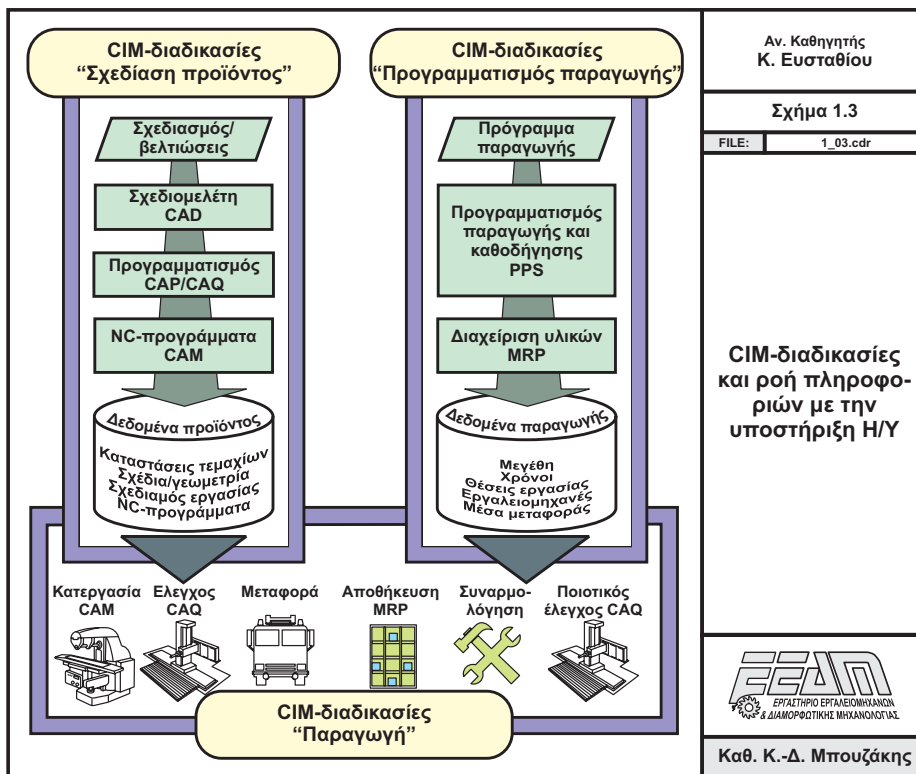 CIM-διαδικασίες
“Σχεδίαση προϊόντος”
Σχεδιασμός/
βελτιώσεις
Σχεδιομελέτη
CAD
Προγραμματισμός
CAP/CAQ
NC-προγράμματα
CAM
Δεδομένα προϊόντος
Καταστάσεις τεμαχίων
Σχέδια/γεωμετρία
Σχεδιαμός εργασίας
NC-προγράμματα
CIM-διαδικασίες
“Προγραμματισμός παραγωγής”
Πρόγραμμα
παραγωγής
Προγραμματισμός
παραγωγής και
καθοδήγησης
PPS
Διαχείριση υλικών
MRP
Δεδομένα παραγωγής
Μεγέθη
Χρόνοι
Θέσεις εργασίας
Εργαλειομηχανές
Μέσα μεταφοράς
Κατεργασία
CAM
Ελεγχος
CAQ
Μεταφορά
Αποθήκευση
MRP
Συναρμο-
λόγηση
Ποιοτικός
έλεγχος CAQ
CIM-διαδικασίες
“Παραγωγή”
Αν. Καθηγητής
Κ. Ευσταθίου
Σχήμα 1.3
FILE: 1_03.cdr
CIM-διαδικασίες
και ροή πληροφο-
ριών με την
υποστήριξη Η/Υ
ΕΕΔΜ
ΕΡΓΑΣΤΗΡΙΟ ΕΡΓΑΛΕΙΟΜΗΧΑΝΩΝ
& ΔΙΑΜΟΡΦΩΤΙΚΗΣ ΜΗΧΑΝΟΛΟΓΙΑΣ
Καθ. Κ.-Δ. Μπουζάκης